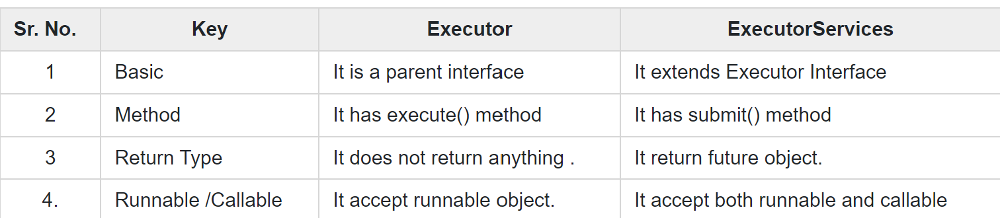 Sr. No. Key Executor ExecutorServices
1 Basic It is a parent interface It extends Executor Interface
2 Method It has execute() method It has submit() method
3 Return Type It does not return anything . It return future object.
4. Runnable /Callable It accept runnable object. It accept both runnable and callable